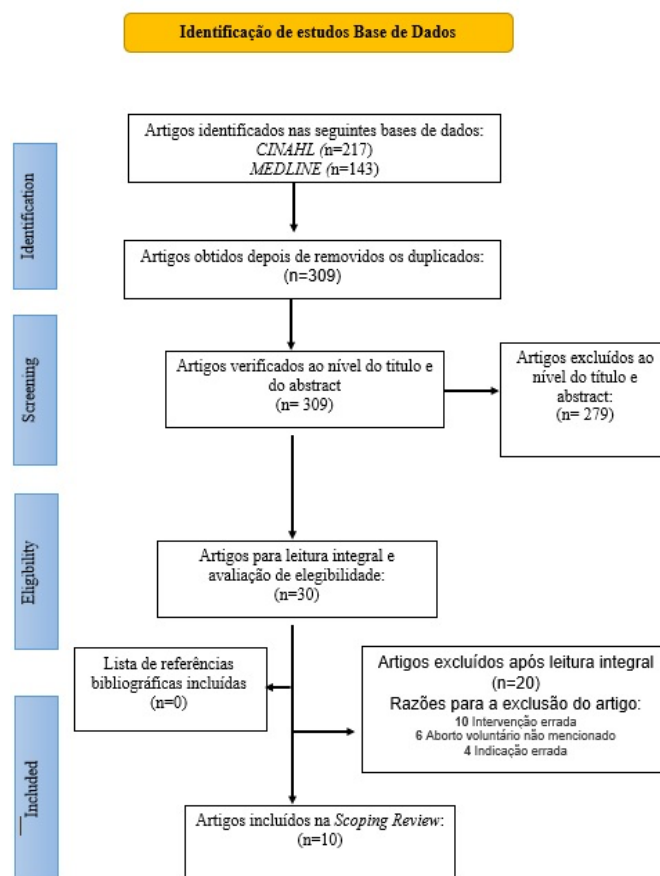 Identificação de estudos Base de Dados
Identification
Artigos identificados nas seguintes bases de dados:
CINAHL (n=217)
MEDLINE (n=143)
Artigos obtidos depois de removidos os duplicados:
(n=309)
Screening
Artigos verificados ao nível do titulo e
do abstract
(n= 309)
Artigos excluídos ao
nível do título e
abstract:
(n= 279)
Eligibility
Artigos para leitura integral e
avaliação de elegibilidade:
(n=30)
Lista de referências
bibliográficas incluídas
(n=0)
Artigos excluídos após leitura integral
(n=20)
Razões para a exclusão do artigo:
10 Intervenção errada
6 Aborto voluntário não mencionado
4 Indicação errada
Included
Artigos incluídos na Scoping Review:
(n=10)